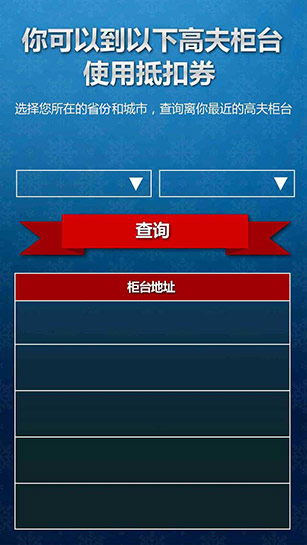 你可以到以下高夫柜台
使用抵扣券
选择您所在的省份和城市，查询离你最近的高夫柜台
查询
柜台地址